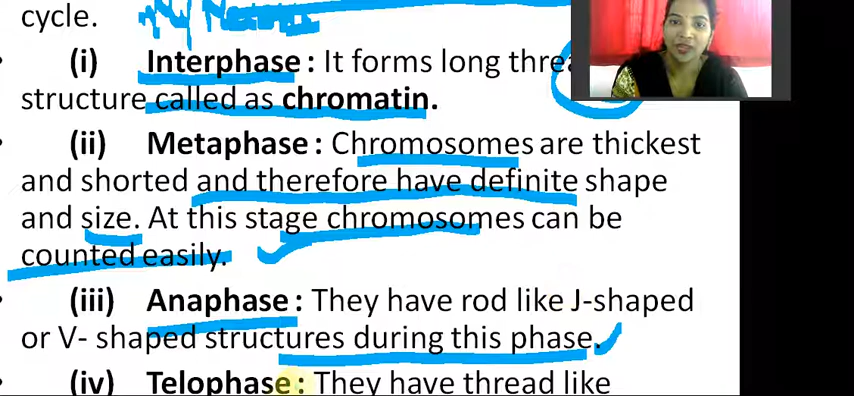 cycle.
(i) Interphase : It forms long
structure called as chromatin.
(ii) Metaphase : Chromosomes are thickest
and shorted and therefore have definite shape
and size. At this stage chromosomes can be
counted easily.
(iii) Anaphase : They have rod like J-shaped
or V- shaped structures during this phase.
(iv) Telophase : They have thread like